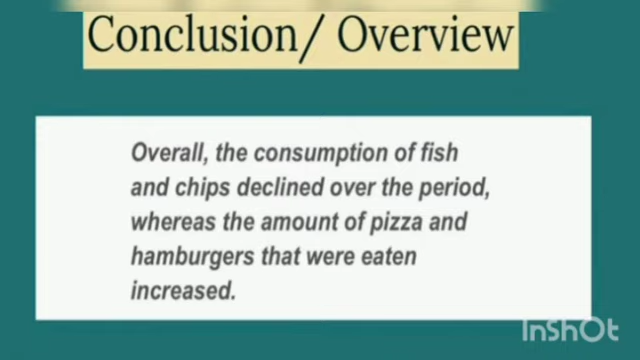 Conclusion/ Overview
Overall, the consumption of fish
and chips declined over the period,
whereas the amount of pizza and
hamburgers that were eaten
increased.
InShOt